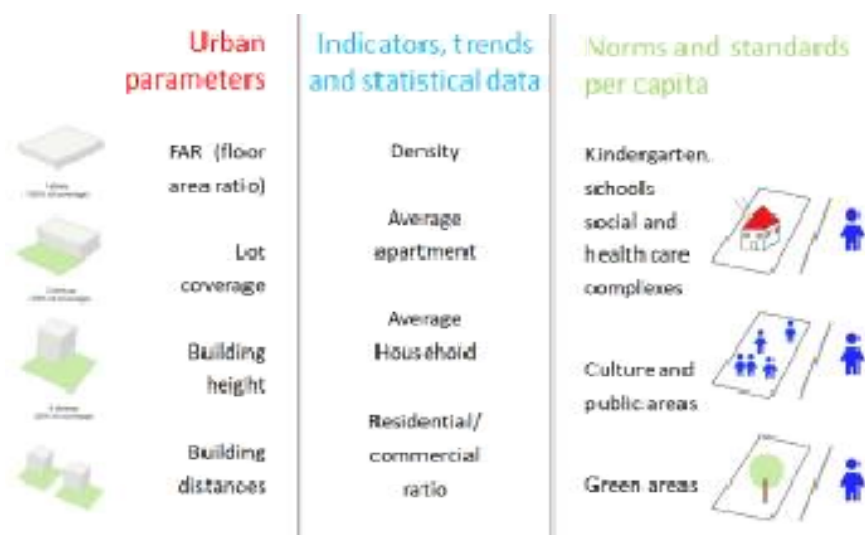 Urban
parameters
FAR (floor
area ratio)
Lot
coverage
Building
height
Building
distances
Indicators, trends
and statistical data
Density
Average
apartment
Average
Household
Residential/
commercial
ratio
Norms and standards
per capita
Kindergarten,
schools
social and
health care
complexes
Culture and
public areas
Green areas